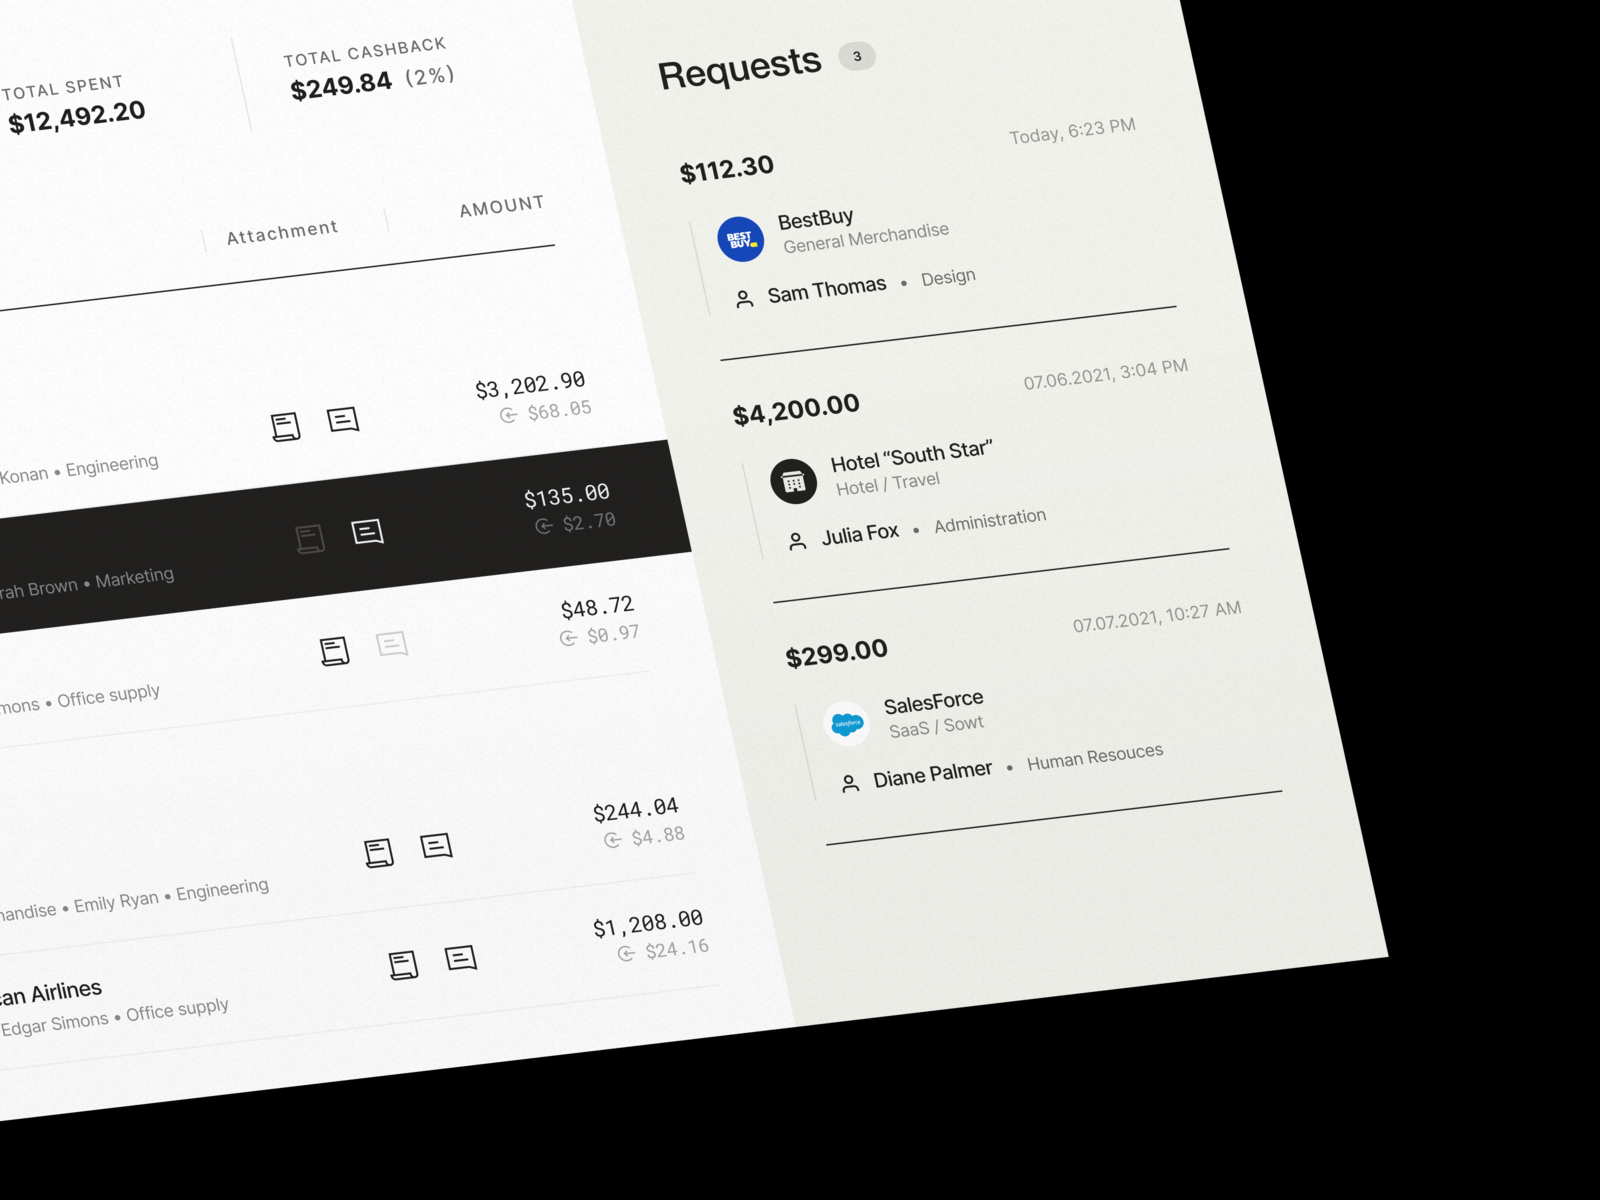 TOTAL SPENT
$12,492.20
TOTAL CASHBACK
$249.84 (2%)
Attachment
AMOUNT
Konan • Engineering
$3,202.90
$68.05
Brown • Marketing
$135.00
$2.70
• Office supply
$48.72
$0.97
• Emily Ryan • Engineering
$244.04
$4.88
Airlines
Edgar Simons • Office supply
$1,208.00
$24.16
Requests 3
$112.30
Today, 6:23 PM
BEST
BUY
BestBuy
General Merchandise
Sam Thomas • Design
$4,200.00
07.06.2021, 3:04 PM
Hotel “South Star”
Hotel / Travel
Julia Fox • Administration
$299.00
07.07.2021, 10:27 AM
salesforce
SalesForce
SaaS / Sowt
Diane Palmer • Human Resouces